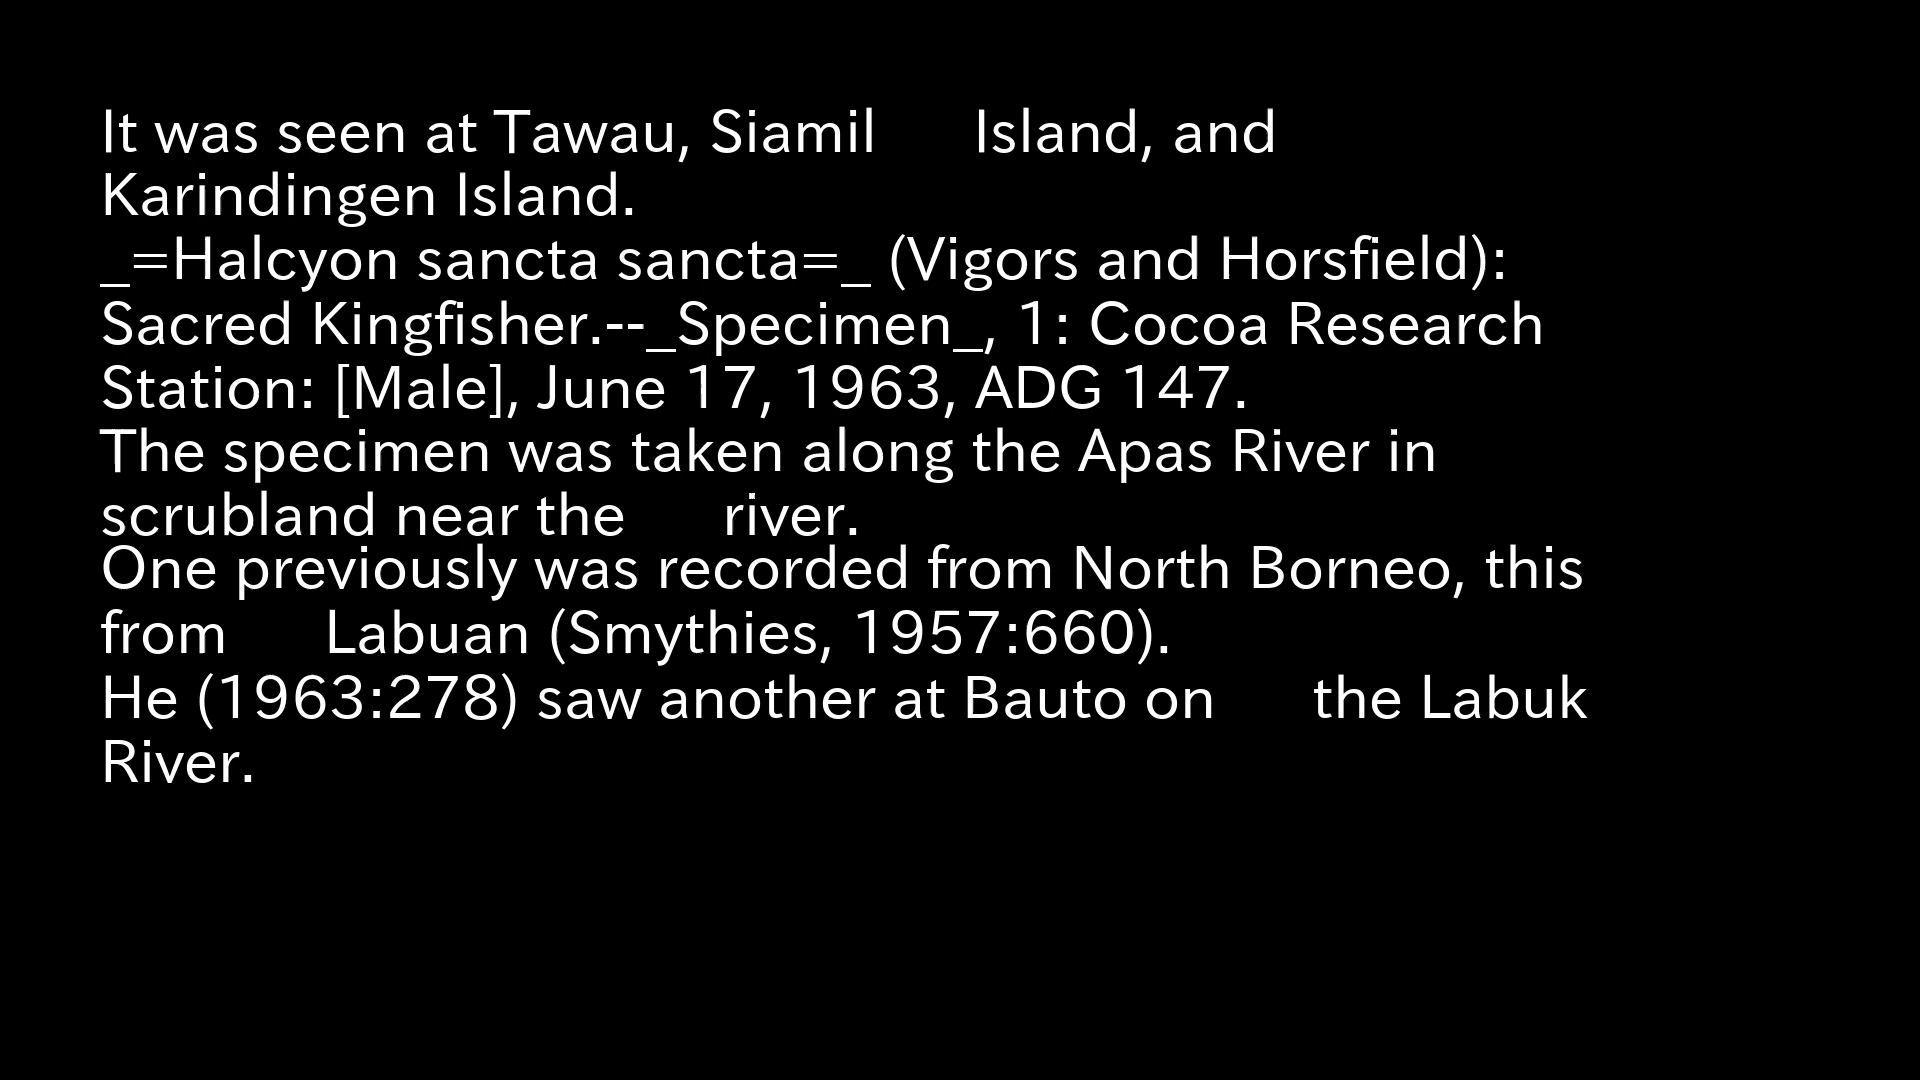 It was seen at Tawau, Siamil      Island, and
Karindingen Island.
_=Halcyon sancta sancta=_ (Vigors and Horsfield):
Sacred Kingfisher.--_Specimen_, 1: Cocoa Research
Station: [Male], June 17, 1963, ADG 147.
The specimen was taken along the Apas River in
scrubland near the      river.
One previously was recorded from North Borneo, this
from      Labuan (Smythies, 1957:660).
He (1963:278) saw another at Bauto on      the Labuk
River.